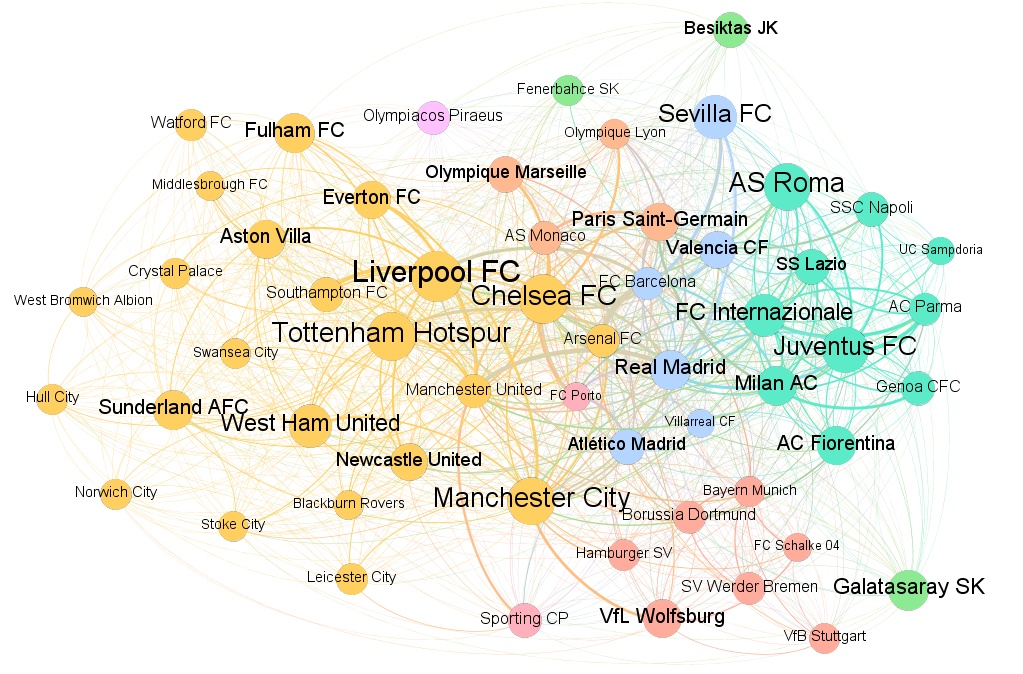 Besiktas JK
Fenerbahce SK
Sevilla FC
Olympiacos Piraeus
Watford FC
Fulham FC
Olympique Lyon
Olympique Marseille
AS Roma
Middlesbrough FC
Everton FC
SSC Napoli
Paris Saint-Germain
AS Monaco
Aston Villa
Valencia CF
UC Sampdoria
SS Lazio
Crystal Palace
Liverpool FC
FC Barcelona
Southampton FC
Chelsea FC
West Bromwich Albion
AC Parma
FC Internazionale
Tottenham Hotspur
Arsenal FC
Juventus FC
Swansea City
Real Madrid
Milan AC
Genoa CFC
Manchester United
FC Porto
Hull City
Sunderland AFC
West Ham United
Villarreal CF
Atlético Madrid
AC Fiorentina
Newcastle United
Norwich City
Bayern Munich
Manchester City
Blackburn Rovers
Borussia Dortmund
Stoke City
FC Schalke 04
Hamburger SV
Leicester City
SV Werder Bremen
Galatasaray SK
Sporting CP
VfL Wolfsburg
VfB Stuttgart